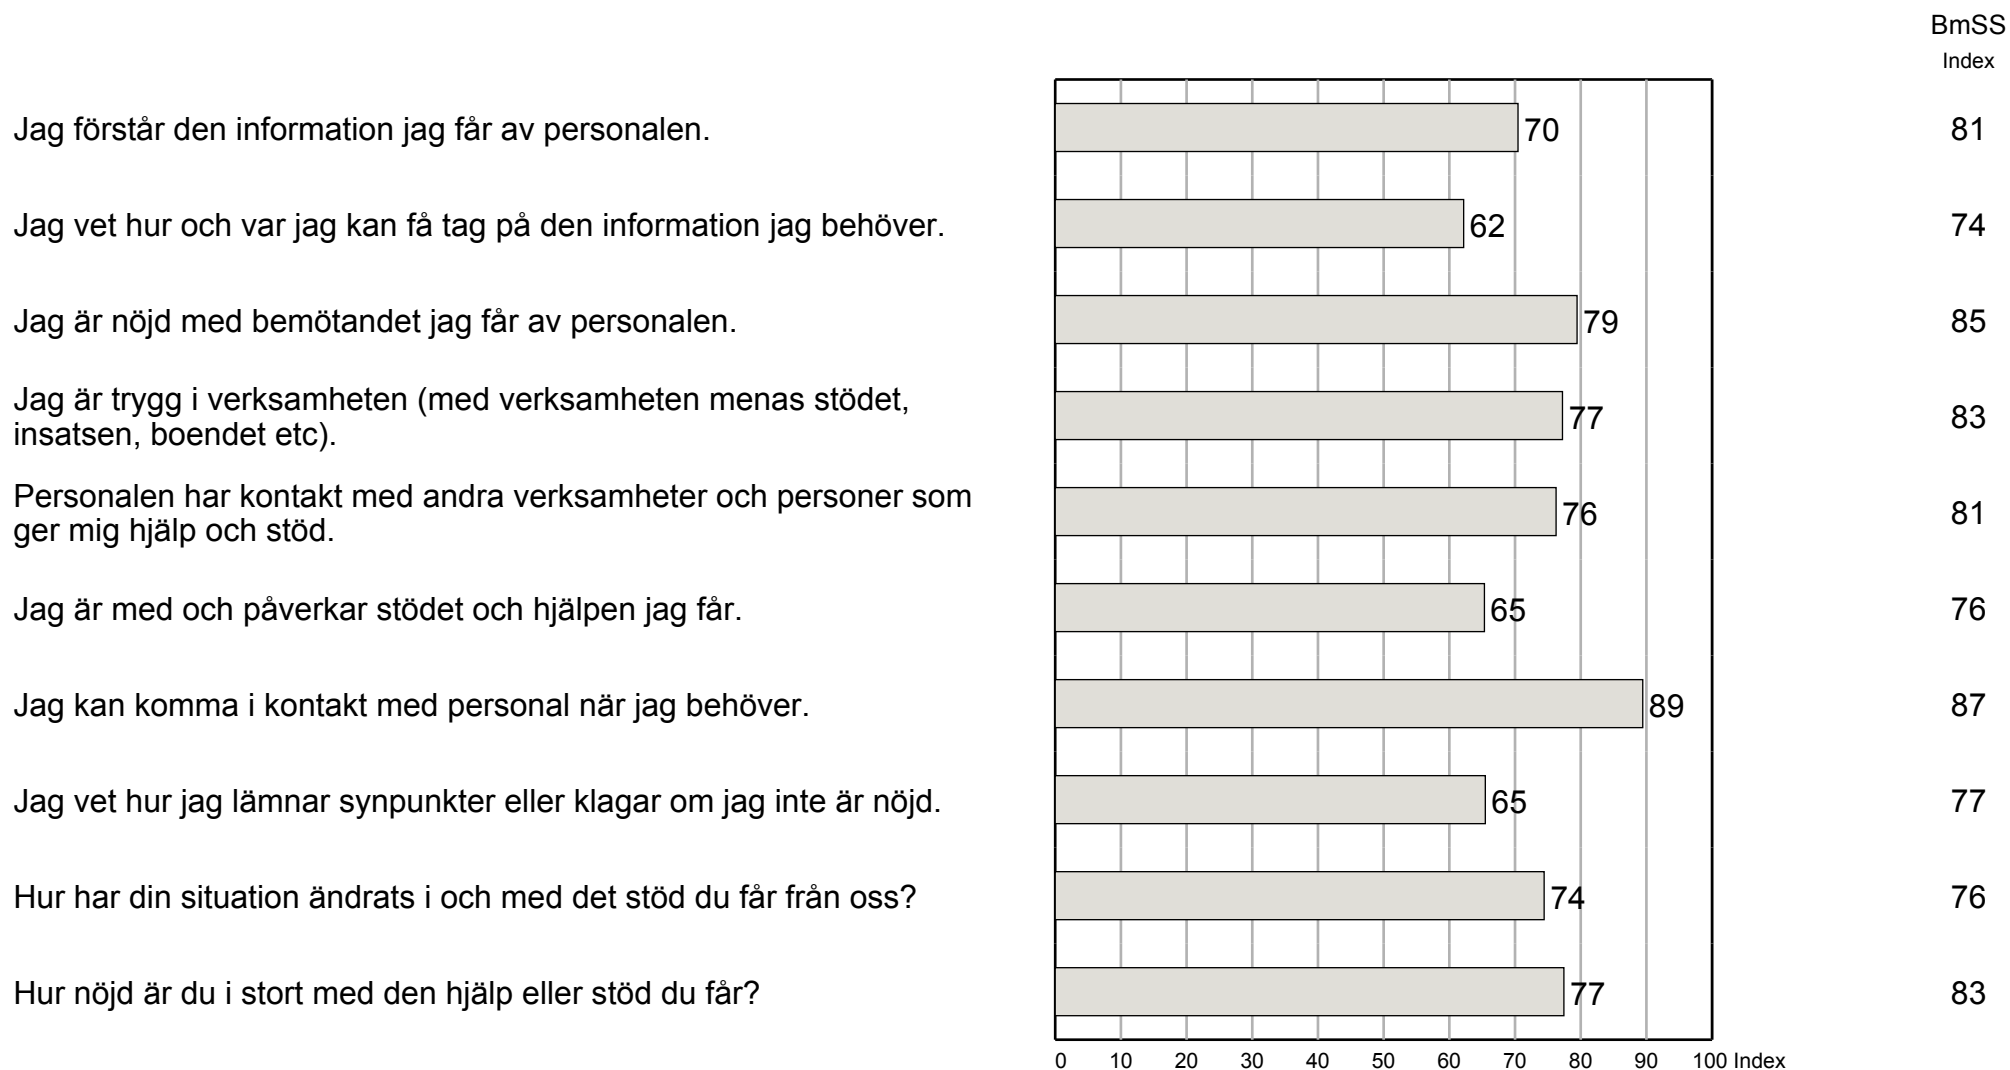 BmSS
Index
Jag förstår den information jag får av personalen. 70 81
Jag vet hur och var jag kan få tag på den information jag behöver. 62 74
Jag är nöjd med bemötandet jag får av personalen. 79 85
Jag är trygg i verksamheten (med verksamheten menas stödet,
insatsen, boendet etc). 77 83
Personalen har kontakt med andra verksamheter och personer som
ger mig hjälp och stöd. 76 81
Jag är med och påverkar stödet och hjälpen jag får. 65 76
Jag kan komma i kontakt med personal när jag behöver. 89 87
Jag vet hur jag lämnar synpunkter eller klagar om jag inte är nöjd. 65 77
Hur har din situation ändrats i och med det stöd du får från oss? 74 76
Hur nöjd är du i stort med den hjälp eller stöd du får? 77 83
0 10 20 30 40 50 60 70 80 90 100 Index